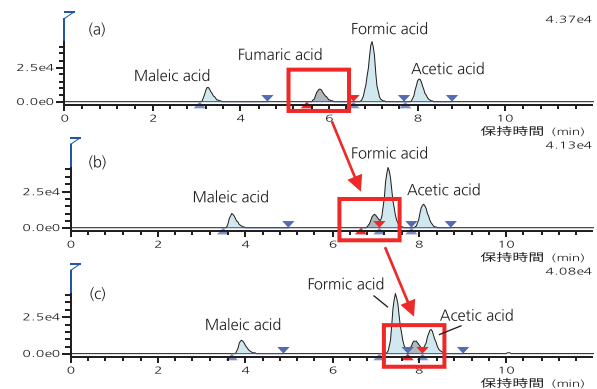 (a)
4.37e4
Formic acid
Fumaric acid
Acetic acid
Maleic acid
2.5e4
0.0e0
0 2 4 6 8 10
保持時間 (min)
(b)
4.13e4
Formic acid
Maleic acid
Acetic acid
2.5e4
0.0e0
0 2 4 6 8 10
保持時間 (min)
(c)
4.08e4
Formic acid
Acetic acid
Maleic acid
2.5e4
0.0e0
0 2 4 6 8 10
保持時間 (min)